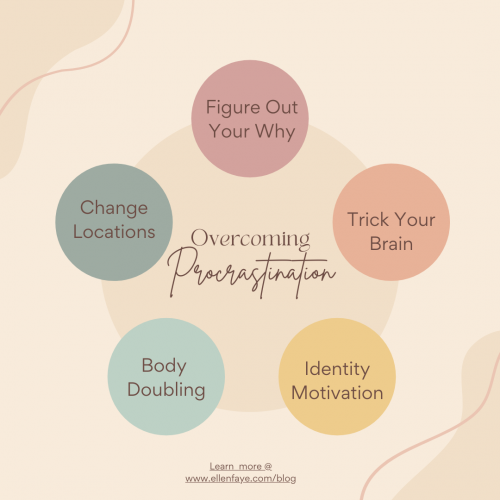 Figure Out
Your Why
Change
Locations
Trick Your
Brain
Overcoming
Procrastination
Body
Doubling
Identity
Motivation
Learn more @
www.ellenfaye.com/blog